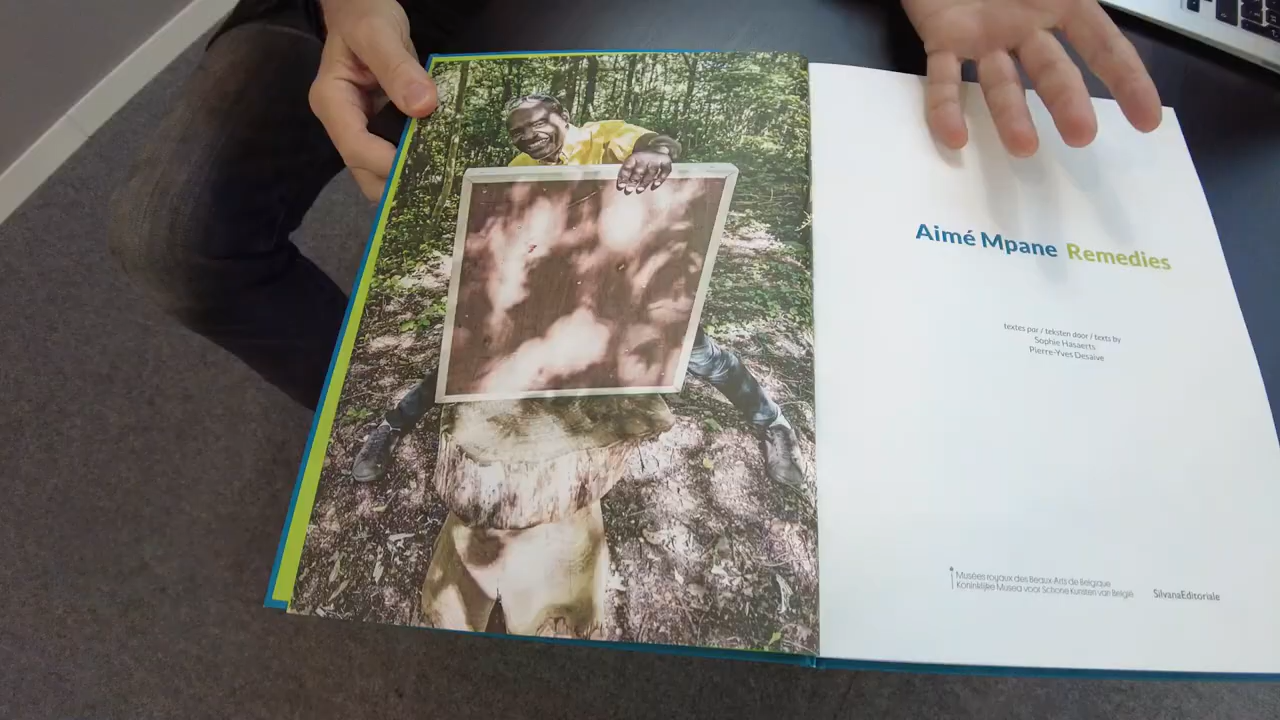 Aimé Mpane Remedies
textes par / teksten door / texts by
Sophie Hasaerts
Pierre-Yves Desaive
Musées royaux des Beaux-Arts de Belgique
Koninklijke Musea voor Schone Kunsten van België
SilvanaEditoriale